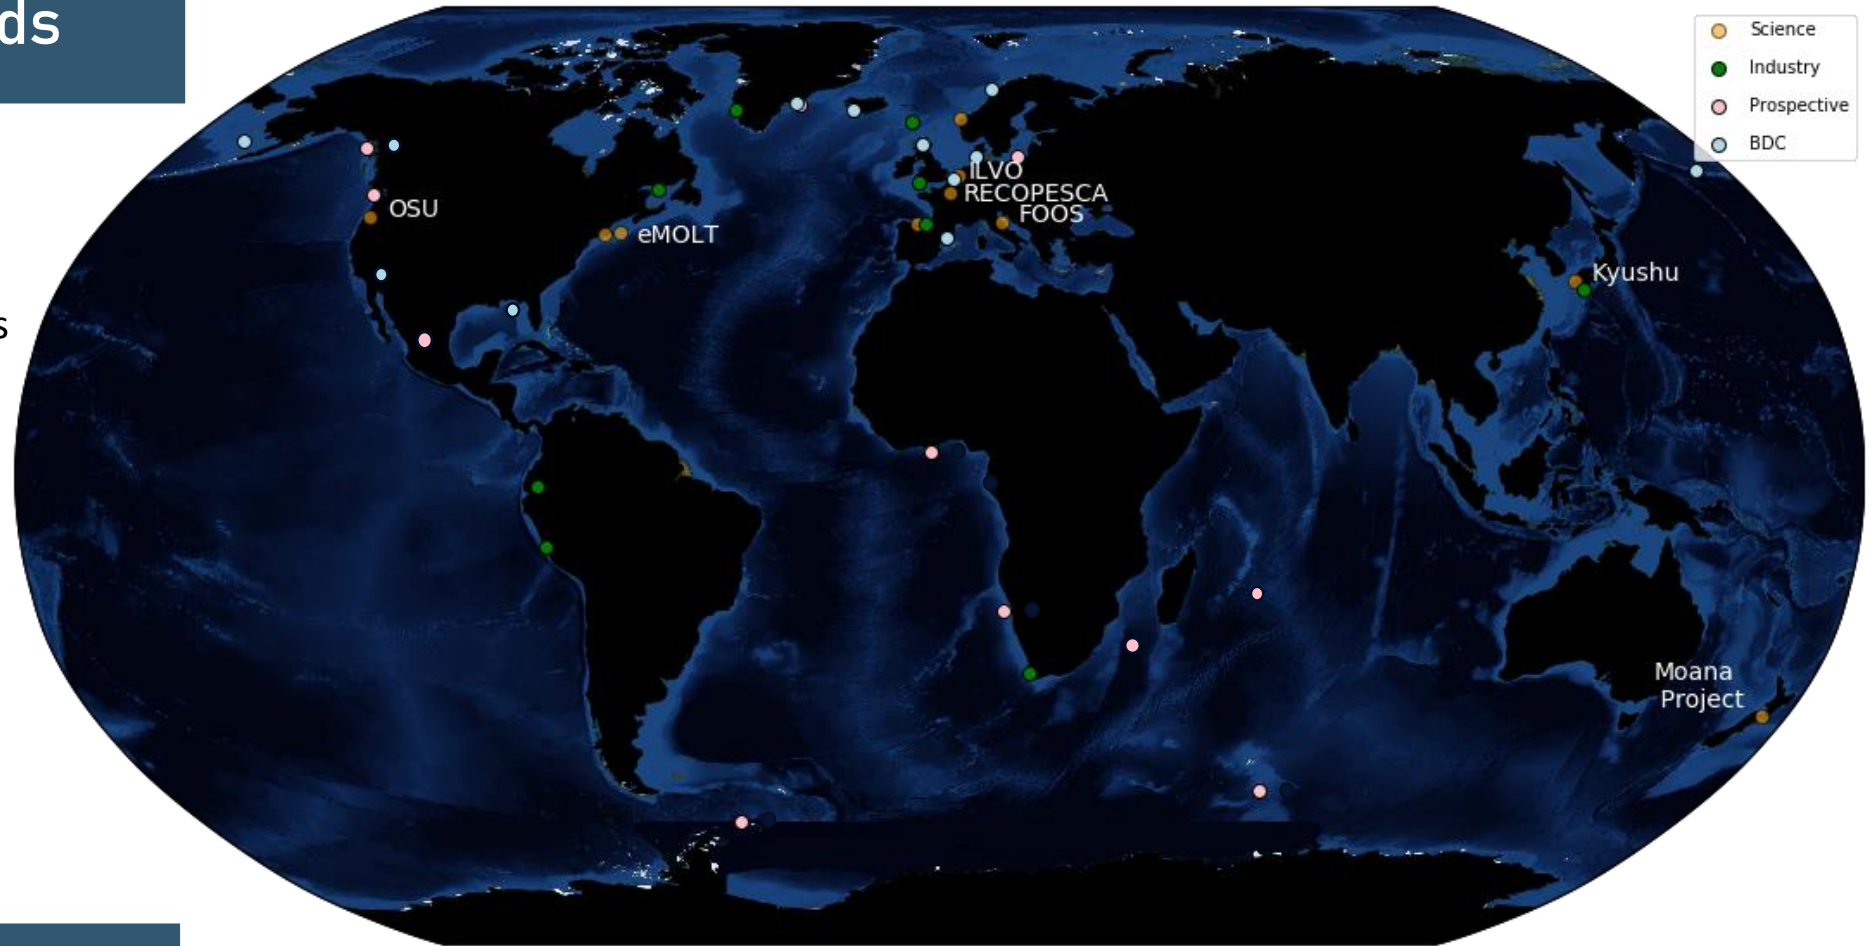 ds
s
Science
Industry
Prospective
BDC
ILVO
RECOPESCA
FOOS
OSU
eMOLT
Kyushu
Moana
Project